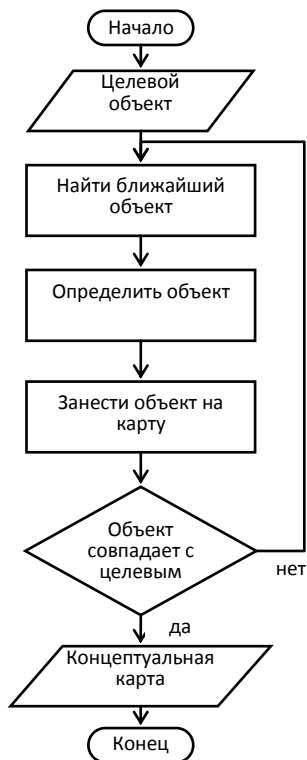 Начало
Целевой
объект
Найти ближайший
объект
Определить объект
Занести объект на
карту
Объект
совпадает с
целевым
нет
да
Концептуальная
карта
Конец